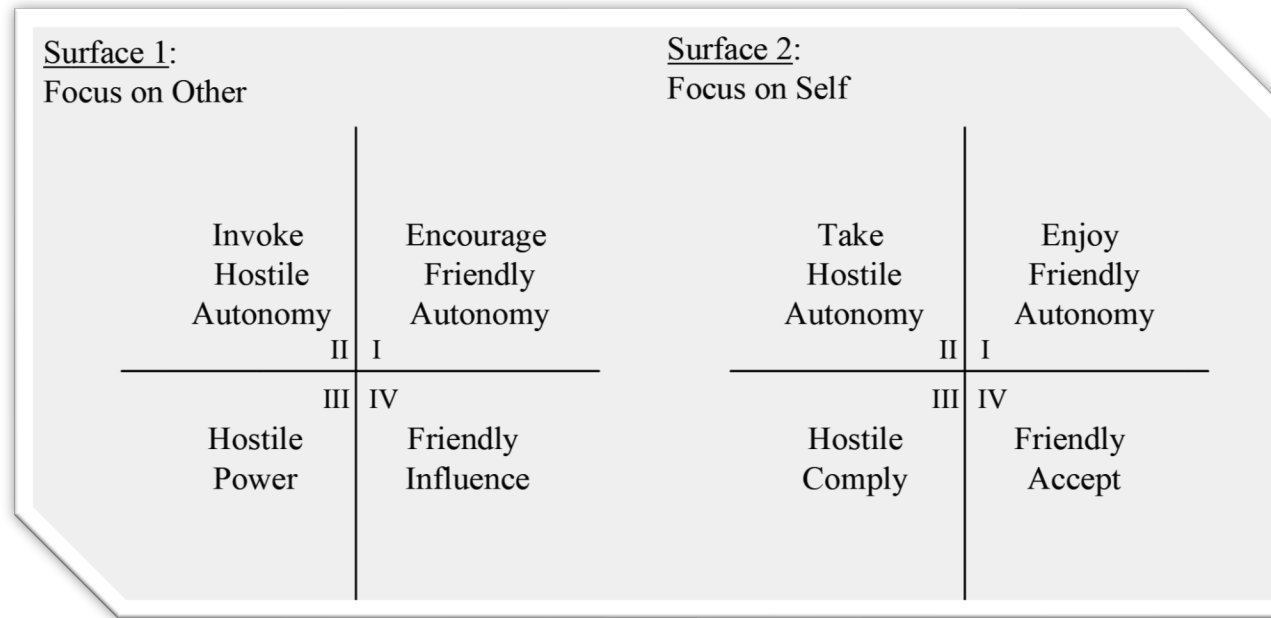 Surface 1:
Focus on Other
Invoke
Hostile
Autonomy
II
Encourage
Friendly
Autonomy
I
III
Hostile
Power
IV
Friendly
Influence
Surface 2:
Focus on Self
Take
Hostile
Autonomy
II
Enjoy
Friendly
Autonomy
I
III
Hostile
Comply
IV
Friendly
Accept